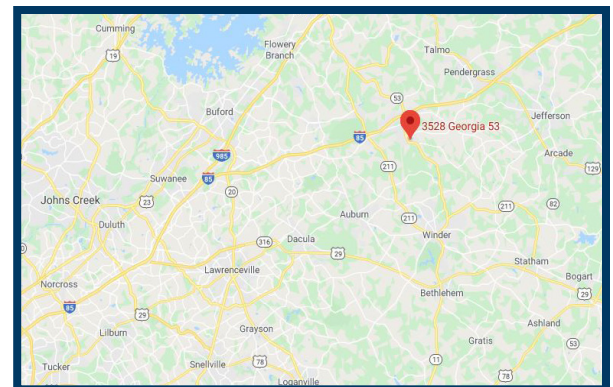 Cumming
19
Flowery
Branch
Talmo
Pendergrass
53
Buford
3528 Georgia 53
Jefferson
85
985
Arcade
Suwanee
85
211
129
20
Johns Creek
23
82
Duluth
Auburn
211
211
Winder
316
Dacula
29
Statham
Lawrenceville
Bogart
Norcross
Bethlehem
29
85
29
Ashland
Lilburn
Grayson
Gratis
53
Snellville
78
11
78
Tucker
Loganville